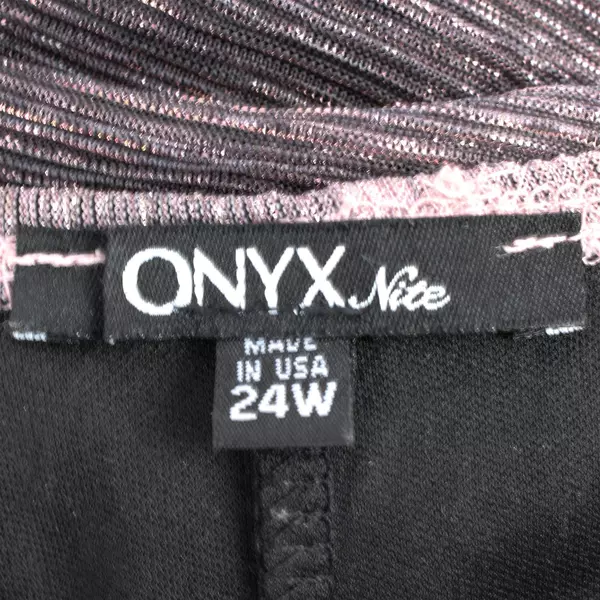 ONYX Nite
MADE
IN USA
24W